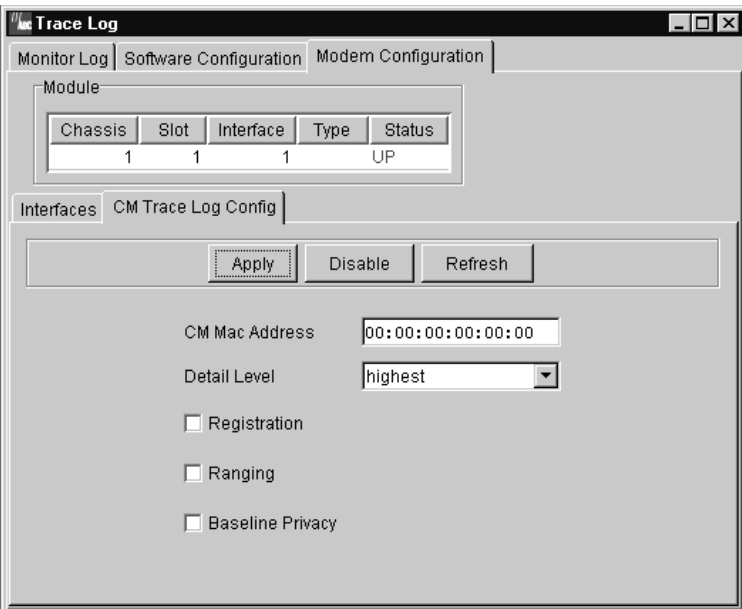 Trace Log
Monitor Log Software Configuration Modem Configuration
Module
Chassis Slot Interface Type Status
1 1 1 UP
Interfaces CM Trace Log Config
Apply Disable Refresh
CM Mac Address 00:00:00:00:00:00
Detail Level highest
Registration
Ranging
Baseline Privacy